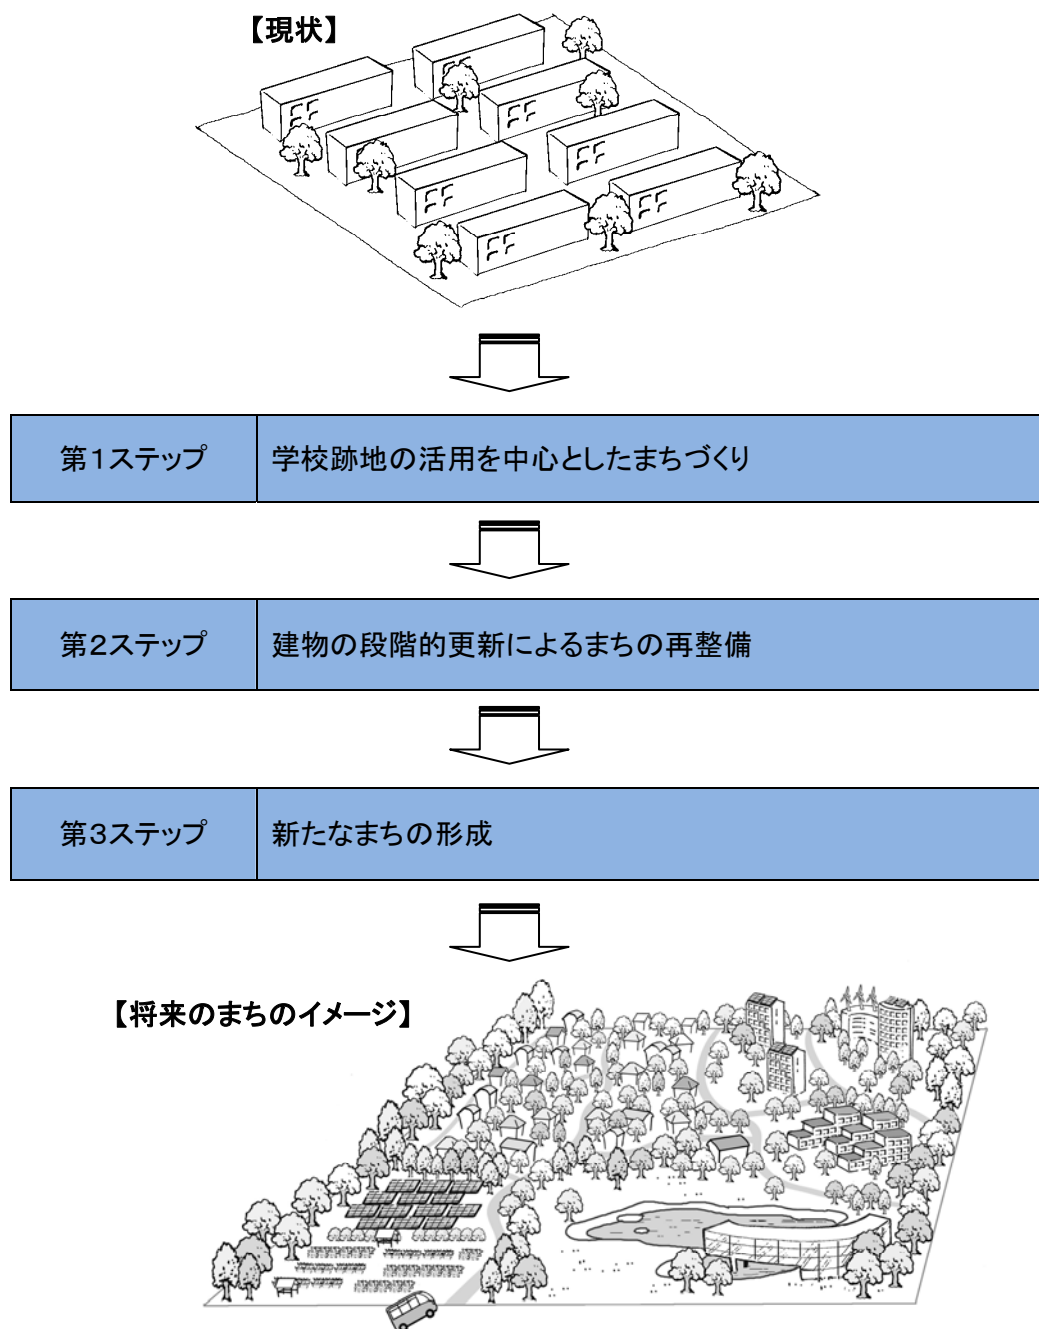 【現状】
第1ステップ 学校跡地の活用を中心としたまちづくり
第2ステップ 建物の段階的更新によるまちの再整備
第3ステップ 新たなまちの形成
【将来のまちのイメージ】